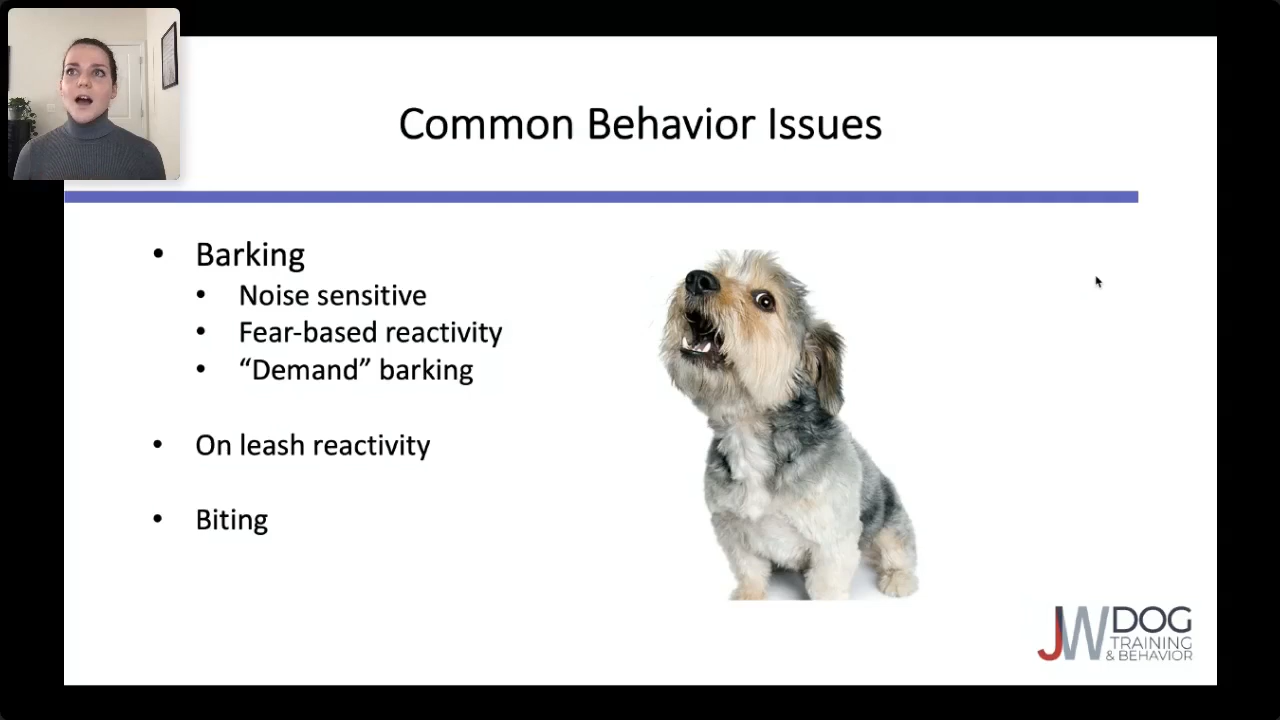 Common Behavior Issues
• Barking
• Noise sensitive
• Fear-based reactivity
• “Demand” barking
• On leash reactivity
• Biting
JW DOG
TRAINING
& BEHAVIOR